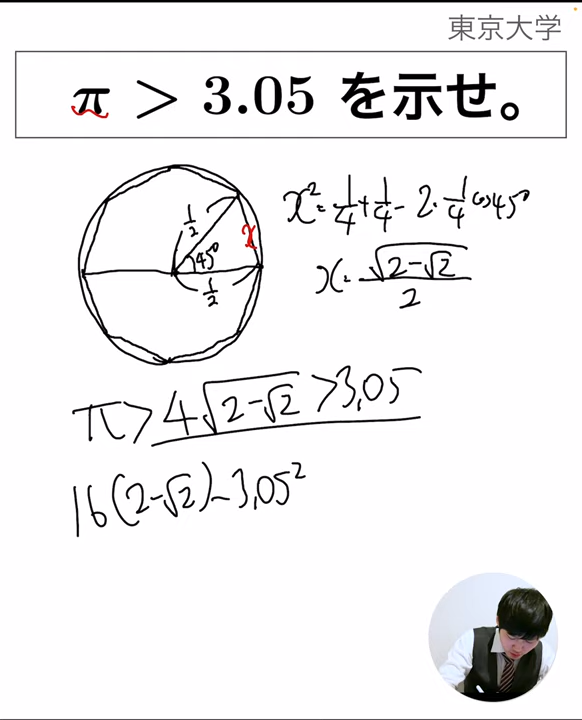 東京大学
π > 3.05 を示せ。
x² = 1/4 + 1/4 - 2・1/4 cos45°
1/2
x
45°
x = √(2-√2)/2
1/2
π > 4√(2-√2) > 3.05
16(2-√2) - 3.05²